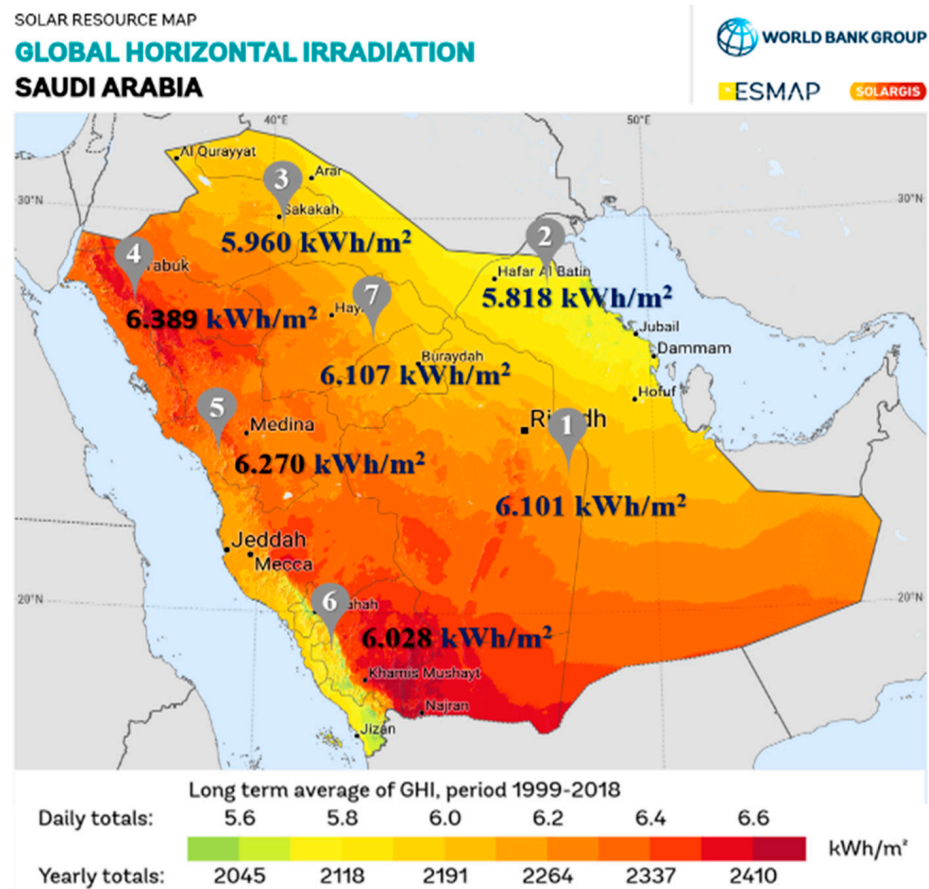 SOLAR RESOURCE MAP
GLOBAL HORIZONTAL IRRADIATION
SAUDI ARABIA
WORLD BANK GROUP
ESMAP
SOLARGIS
40°E
50°E
30°N
30°N
Al Qurayyat
3
Arar
Sakakah
5.960 kWh/m²
4
Tabuk
2
Hafar Al Batin
5.818 kWh/m²
6.389 kWh/m²
7
Hay
Jubail
Dammam
Buraydah
6.107 kWh/m²
Hofuf
5
Medina
6.270 kWh/m²
1
6.101 kWh/m²
Jeddah
Mecca
20°N
20°N
6
ahah
6.028 kWh/m²
Khamis Mushayt
Najran
Jizan
Long term average of GHI, period 1999-2018
Daily totals: 5.6 5.8 6.0 6.2 6.4 6.6
kWh/m²
Yearly totals: 2045 2118 2191 2264 2337 2410